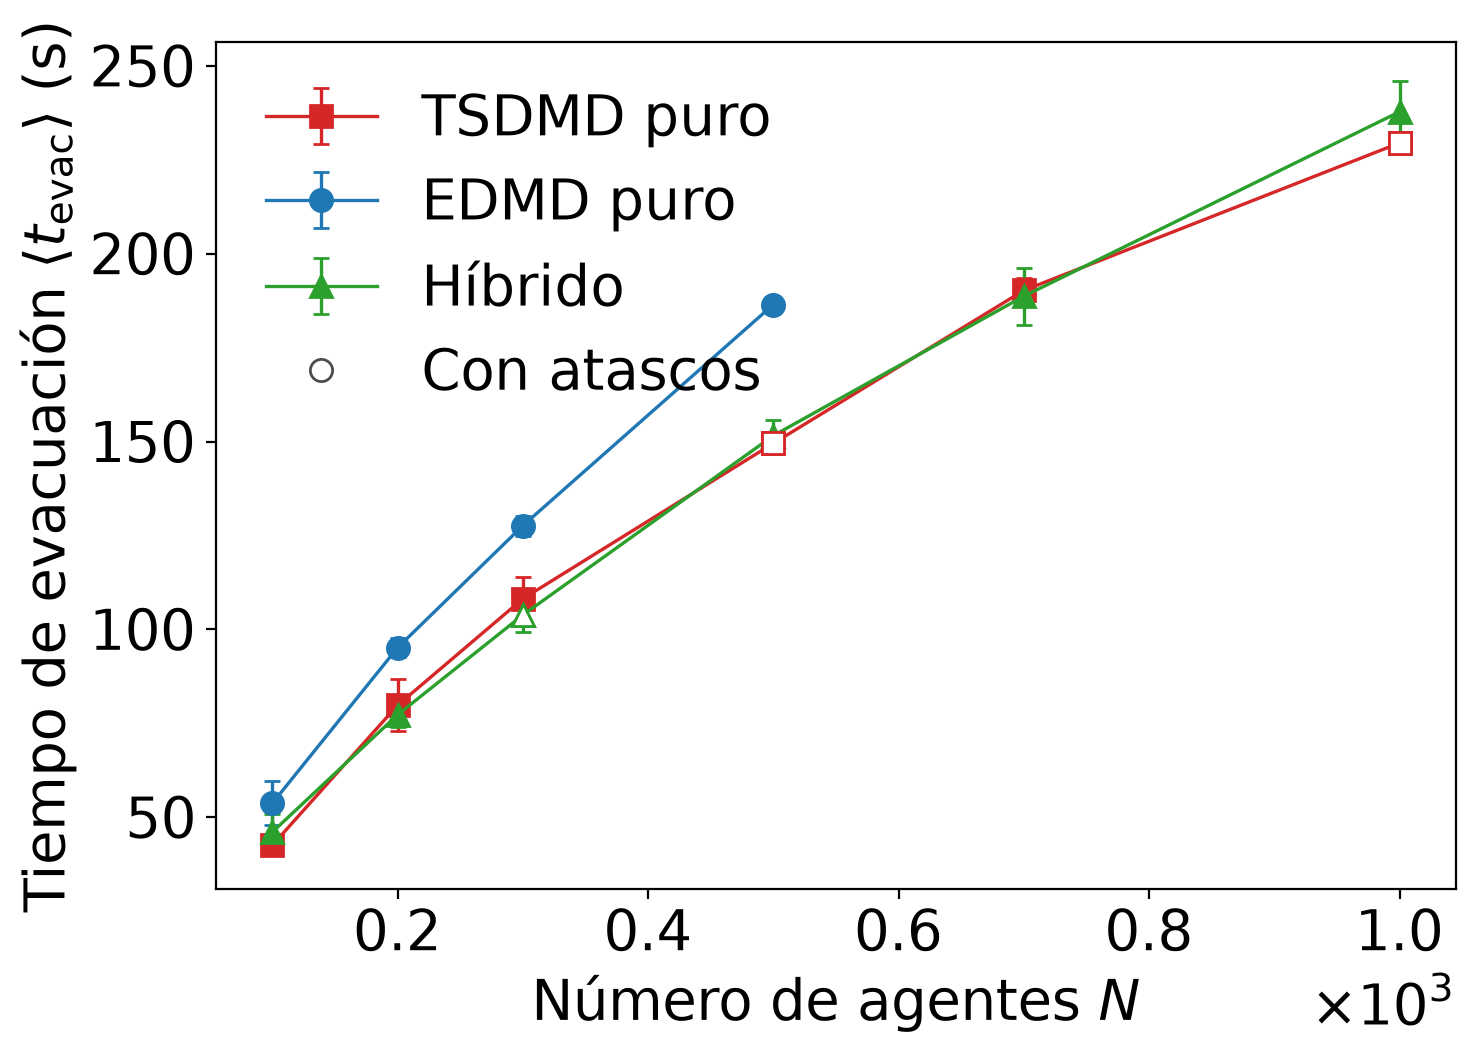 Tiempo de evacuación ⟨t_evac⟩ (s)
250
200
150
100
50
TSDMD puro
EDMD puro
Híbrido
Con atascos
0.2 0.4 0.6 0.8 1.0
Número de agentes N
×10³